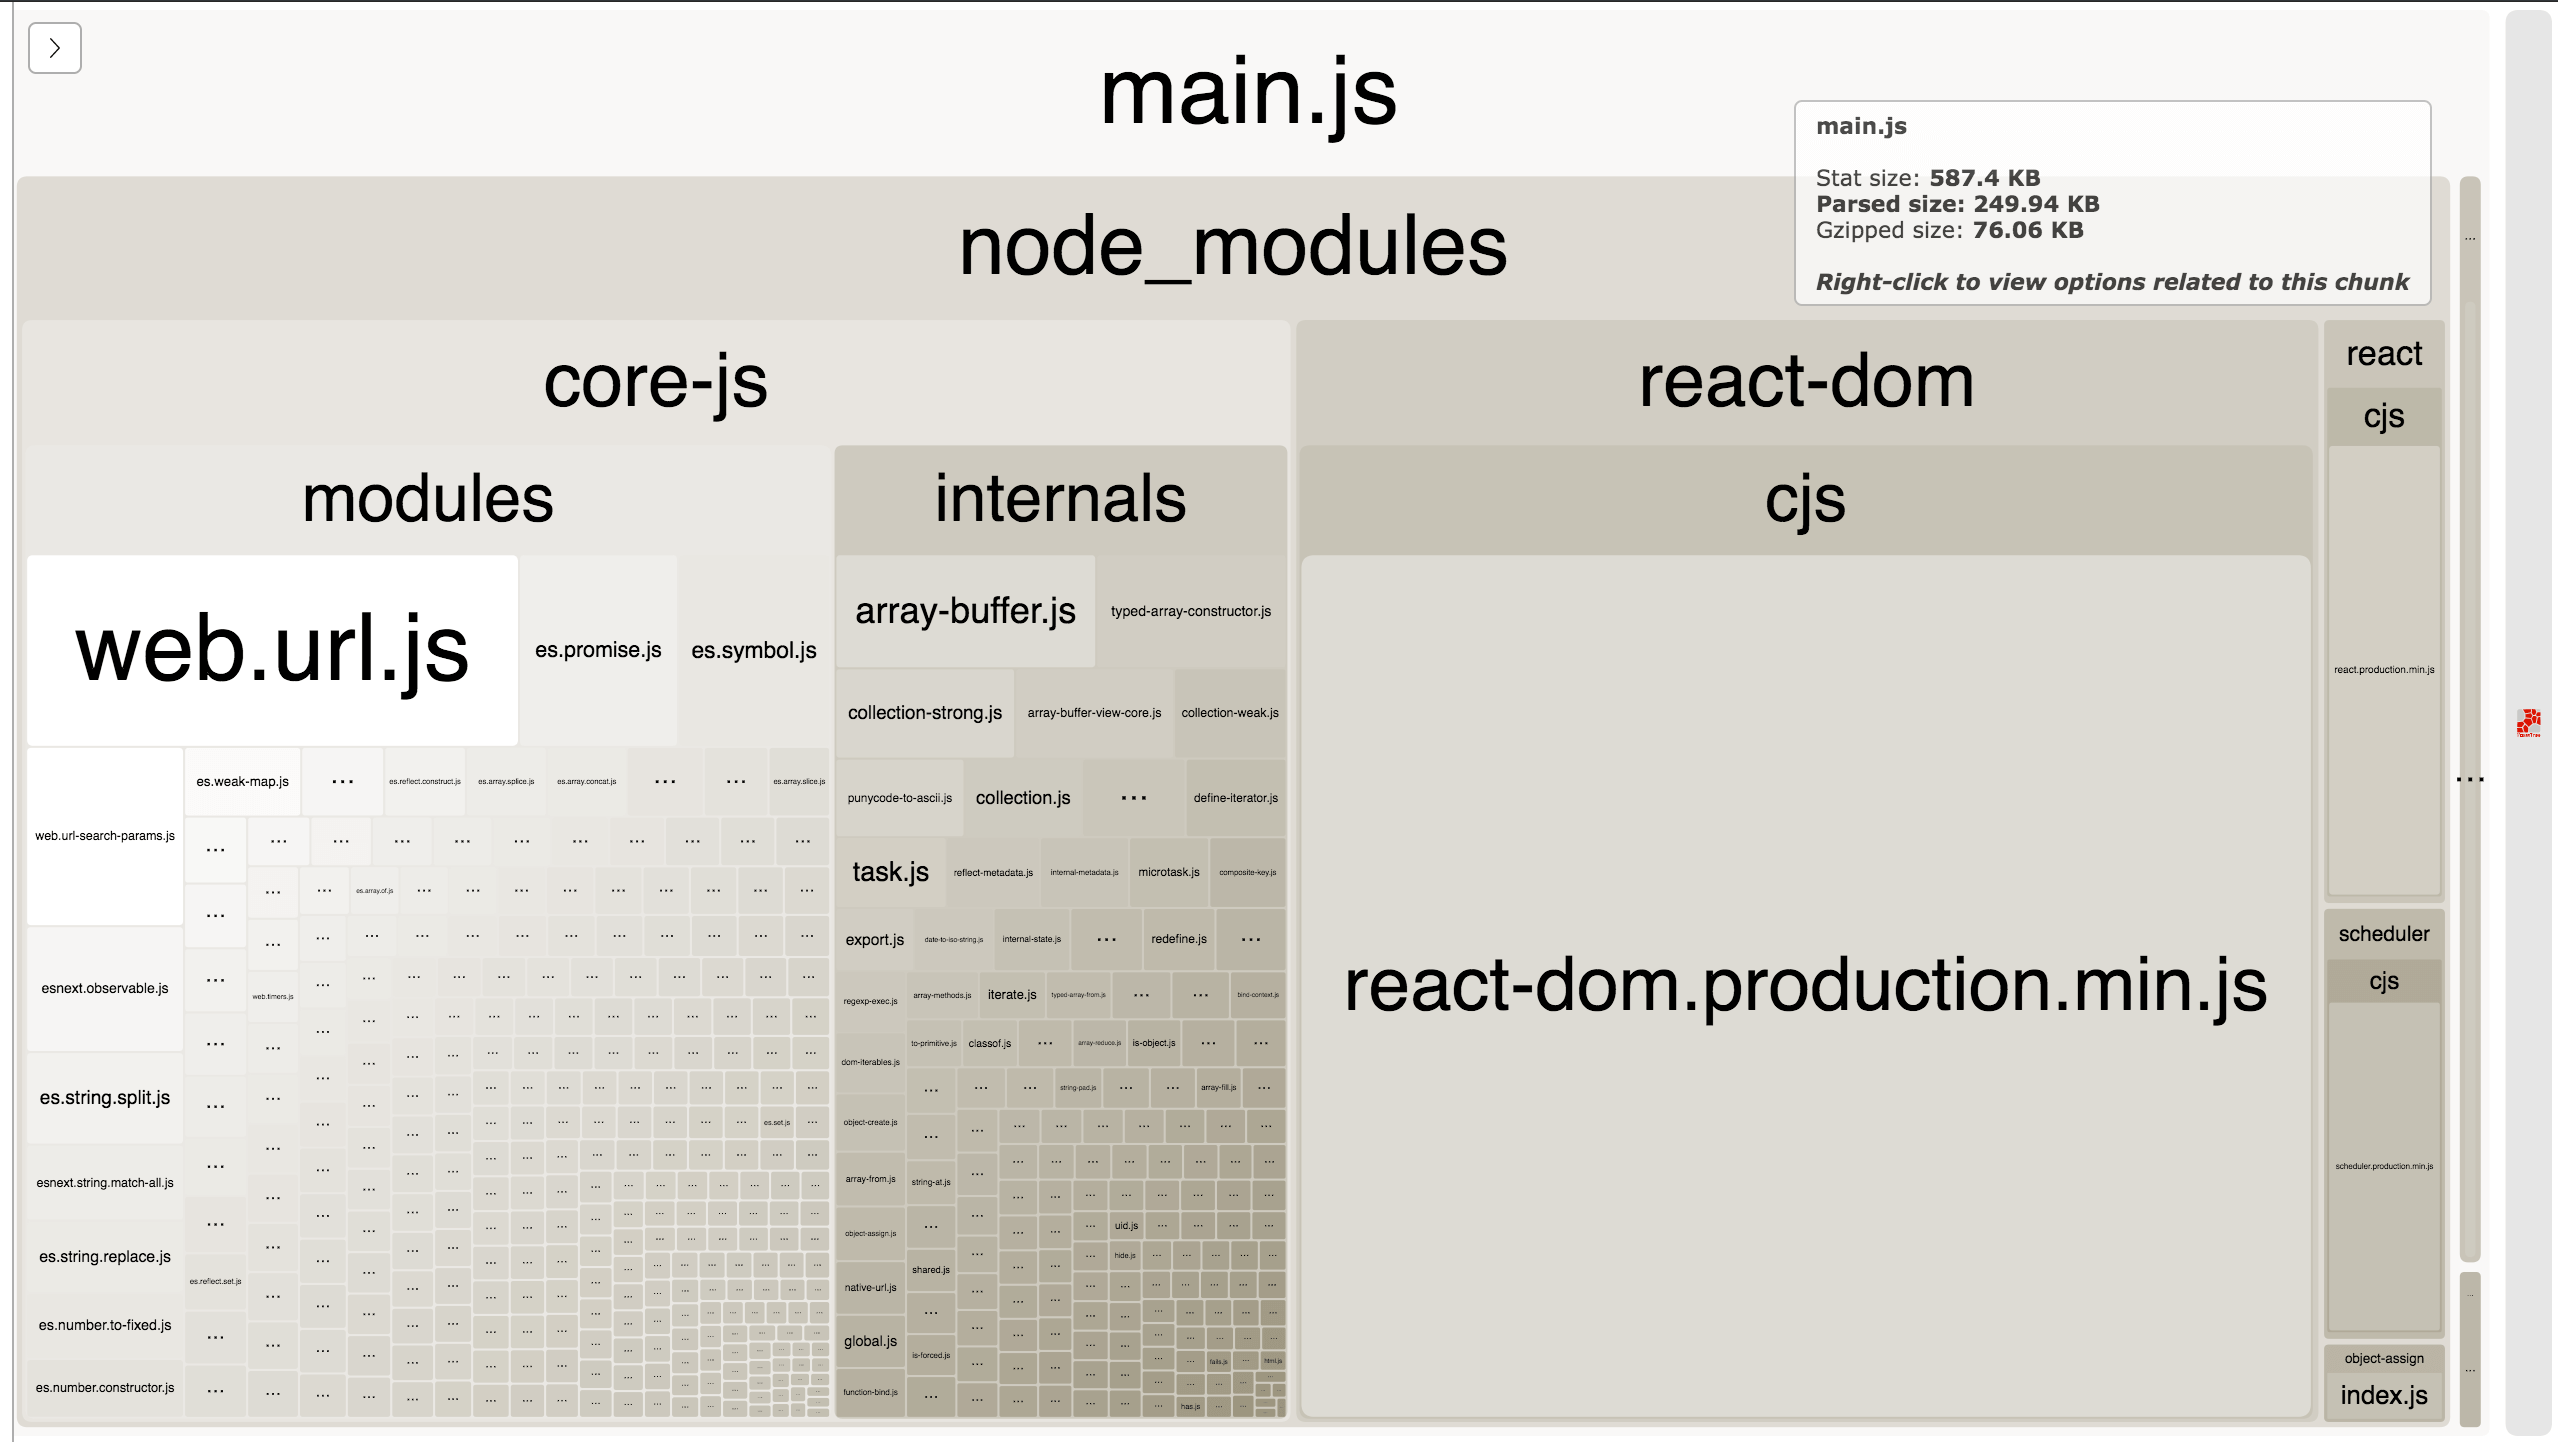 main.js
main.js
Stat size: 587.4 KB
Parsed size: 249.94 KB
Gzipped size: 76.06 KB
Right-click to view options related to this chunk
node_modules
...
core-js
react-dom
react
cjs
modules
internals
cjs
web.url.js
es.promise.js
es.symbol.js
array-buffer.js
typed-array-constructor.js
collection-strong.js
array-buffer-view-core.js
collection-weak.js
react.production.min.js
es.weak-map.js
...
es.reflect.construct.js
es.array.splice.js
es.array.concat.js
...
...
es.array.slice.js
punycode-to-ascii.js
collection.js
...
define-iterator.js
...
web.url-search-params.js
task.js
reflect-metadata.js
internal-metadata.js
microtask.js
composite-key.js
es.array.of.js
export.js
date-to-iso-string.js
internal-state.js
...
redefine.js
...
scheduler
cjs
esnext.observable.js
web.timers.js
regexp-exec.js
array-methods.js
iterate.js
typed-array-from.js
...
...
bind-context.js
react-dom.production.min.js
to-primitive.js
classof.js
...
array-reduce.js
is-object.js
...
...
dom-iterables.js
es.string.split.js
string-pad.js
array-fill.js
es.set.js
object-create.js
esnext.string.match-all.js
array-from.js
string-at.js
scheduler.production.min.js
uid.js
object-assign.js
es.string.replace.js
hide.js
es.reflect.set.js
shared.js
native-url.js
es.number.to-fixed.js
global.js
is-forced.js
fails.js
html.js
object-assign
index.js
es.number.constructor.js
function-bind.js
has.js